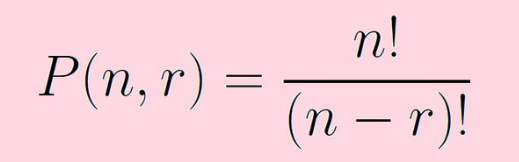 P(n, r) = n! / (n − r)!